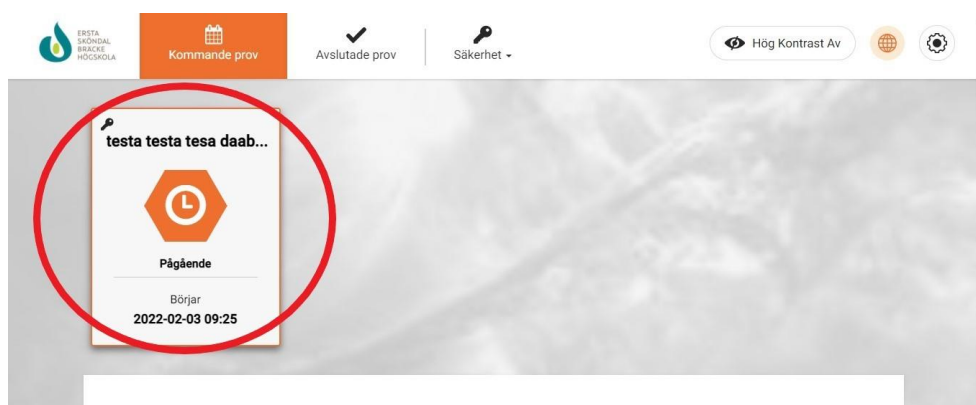 ERSTA
SKÖNDAL
BRÄCKE
HÖGSKOLA
Kommande prov
Avslutade prov
Säkerhet
Hög Kontrast Av
testa testa tesa daab...
Pågående
Börjar
2022-02-03 09:25